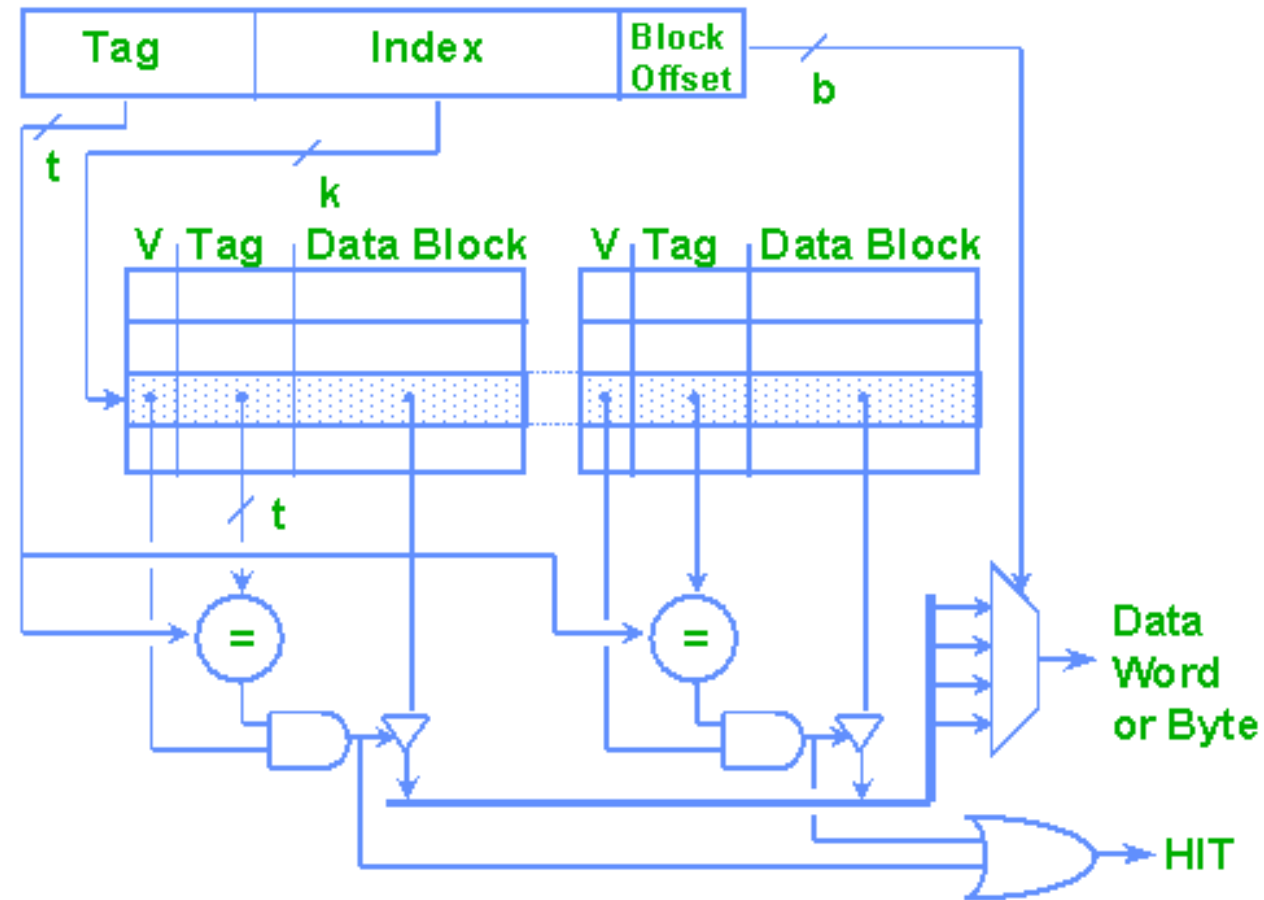 Tag Index Block
Offset
b
t
k
V Tag Data Block V Tag Data Block
t
= =
Data
Word
or Byte
HIT